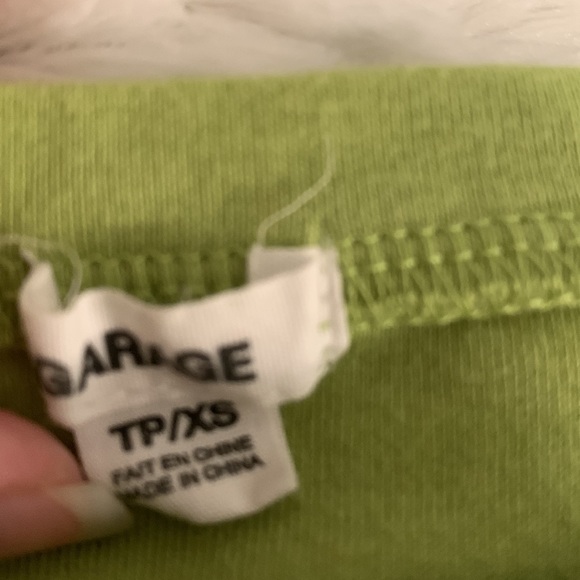 GARAGE
TP/XS
FAIT EN CHINE
MADE IN CHINA